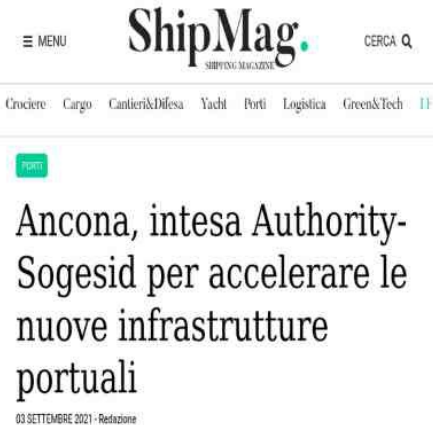 ≡ MENU
ShipMag.
SHIPPING MAGAZINE
CERCA
Crociere Cargo Cantieri&Difesa Yacht Porti Logistica Green&Tech
PORTI
Ancona, intesa Authority-
Sogesid per accelerare le
nuove infrastrutture
portuali
03 SETTEMBRE 2021 - Redazione